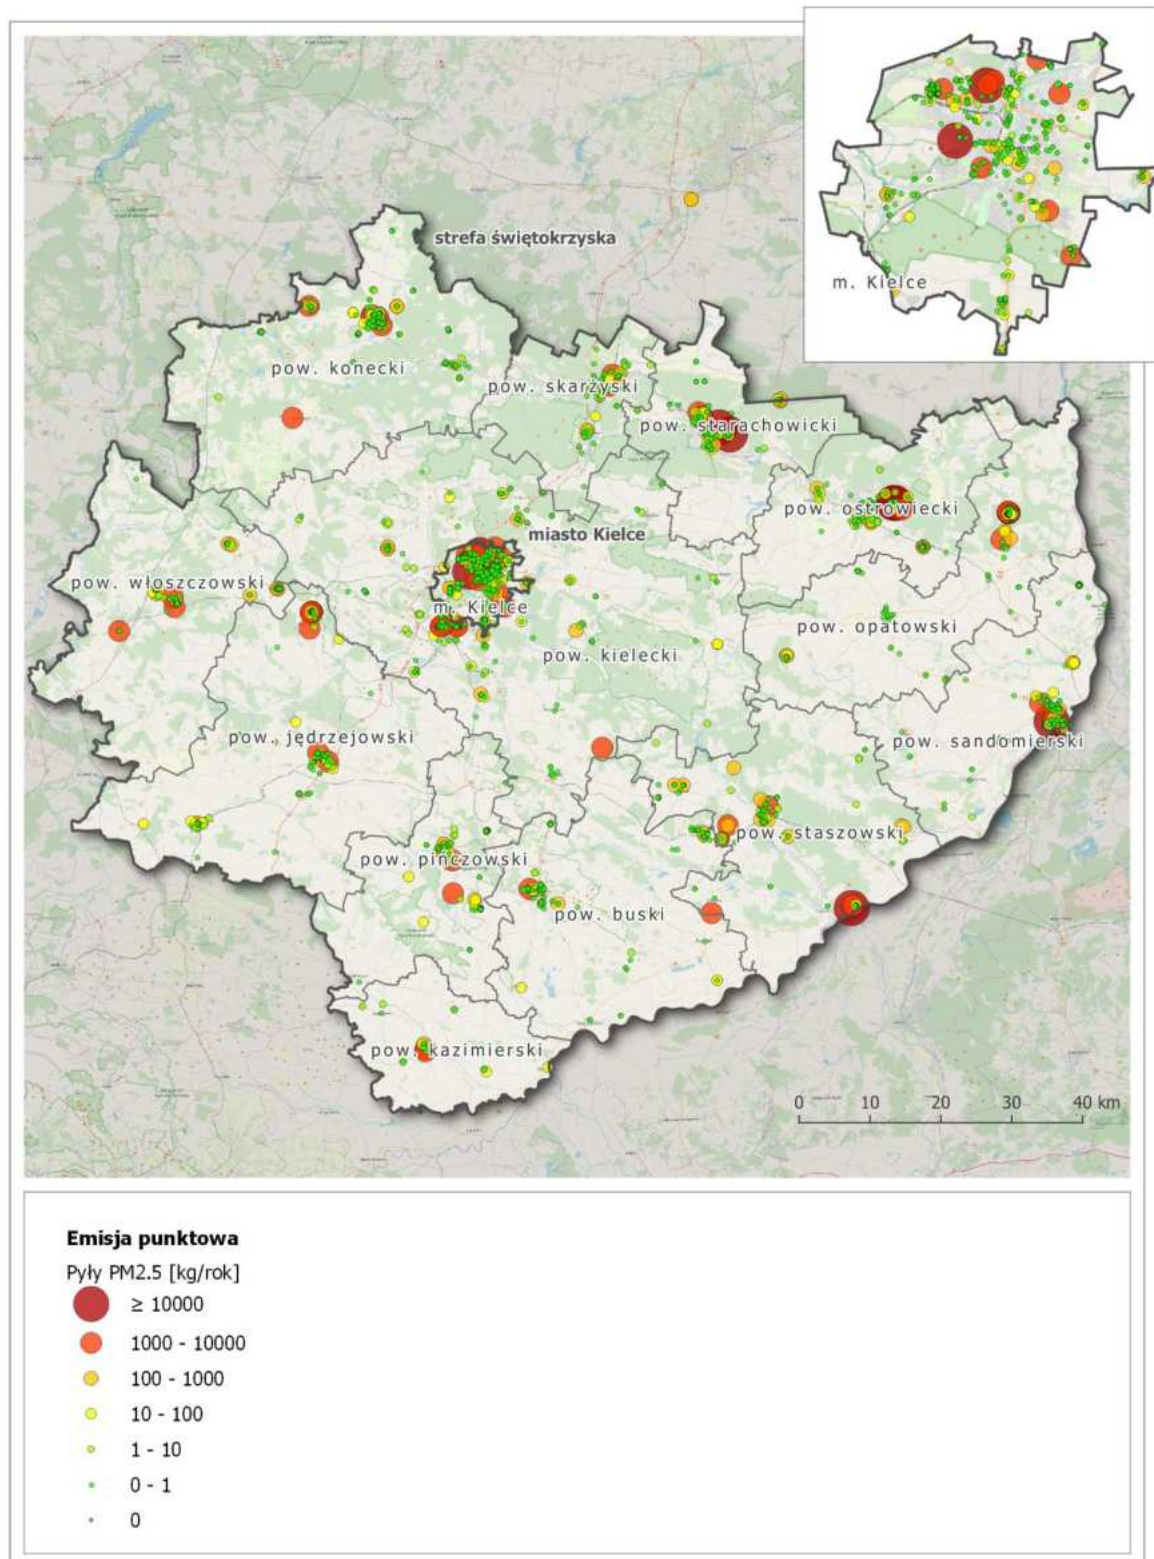 m. Kielce
strefa świętokrzyska
pow. konecki
pow. skarżyski
pow. starachowicki
pow. ostrowiecki
miasto Kielce
pow. włoszczowski
m. Kielce
pow. opatowski
pow. kielecki
pow. jędrzejowski
pow. sandomierski
pow. staszowski
pow. pińczowski
pow. buski
pow. kazimierski
0 10 20 30 40 km
Emisja punktowa
Pyły PM2.5 [kg/rok]
≥ 10000
1000 - 10000
100 - 1000
10 - 100
1 - 10
0 - 1
0